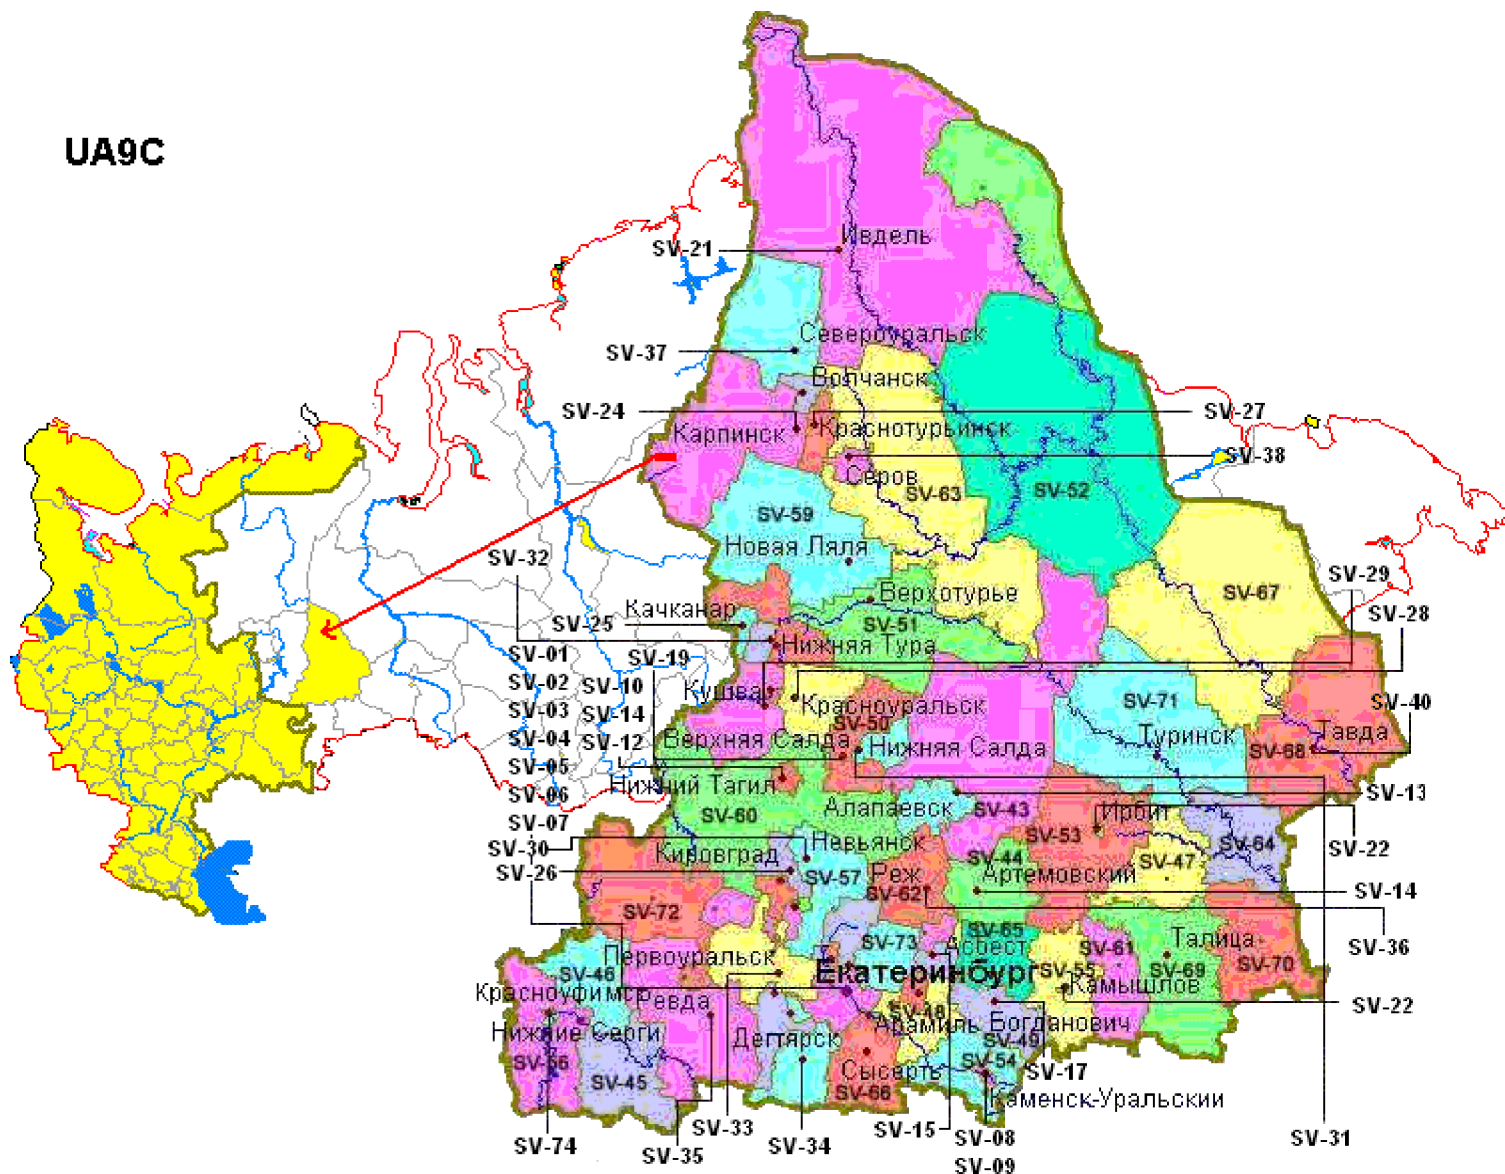 UA9C
SV-21
Ивдель
Североуральск
SV-37
Волчанск
SV-24
SV-27
Карпинск
Краснотурьинск
SV-38
Серов
SV-63
SV-52
SV-59
Новая Ляля
SV-32
SV-67
SV-29
Качканар
Верхотурье
SV-28
SV-25
SV-51
Нижняя Тура
SV-01
SV-19
SV-02
SV-10
Кушва
SV-71
SV-40
SV-03
SV-14
Красноуральск
SV-50
Тавда
SV-04
SV-12
Верхняя Салда
Нижняя Салда
Туринск
SV-68
SV-05
Нижний Тагил
SV-06
Алапаевск
SV-43
SV-13
SV-07
SV-60
Ирбит
SV-53
SV-64
SV-30
Кировград
Невьянск
SV-44
SV-47
SV-22
SV-26
SV-57
Реж
Артемовский
SV-62
SV-14
SV-72
SV-65
Талица
SV-73
Асбест
SV-61
SV-36
Первоуральск
SV-46
Екатеринбург
SV-55
SV-69
SV-70
Красноуфимск
Ревда
Камышлов
SV-22
SV-48
Нижние Серги
Дегтярск
Арамиль
Богданович
SV-49
SV-56
SV-45
Сысерть
SV-54
SV-17
SV-66
Каменск-Уральский
SV-33
SV-74
SV-35
SV-34
SV-15
SV-08
SV-31
SV-09